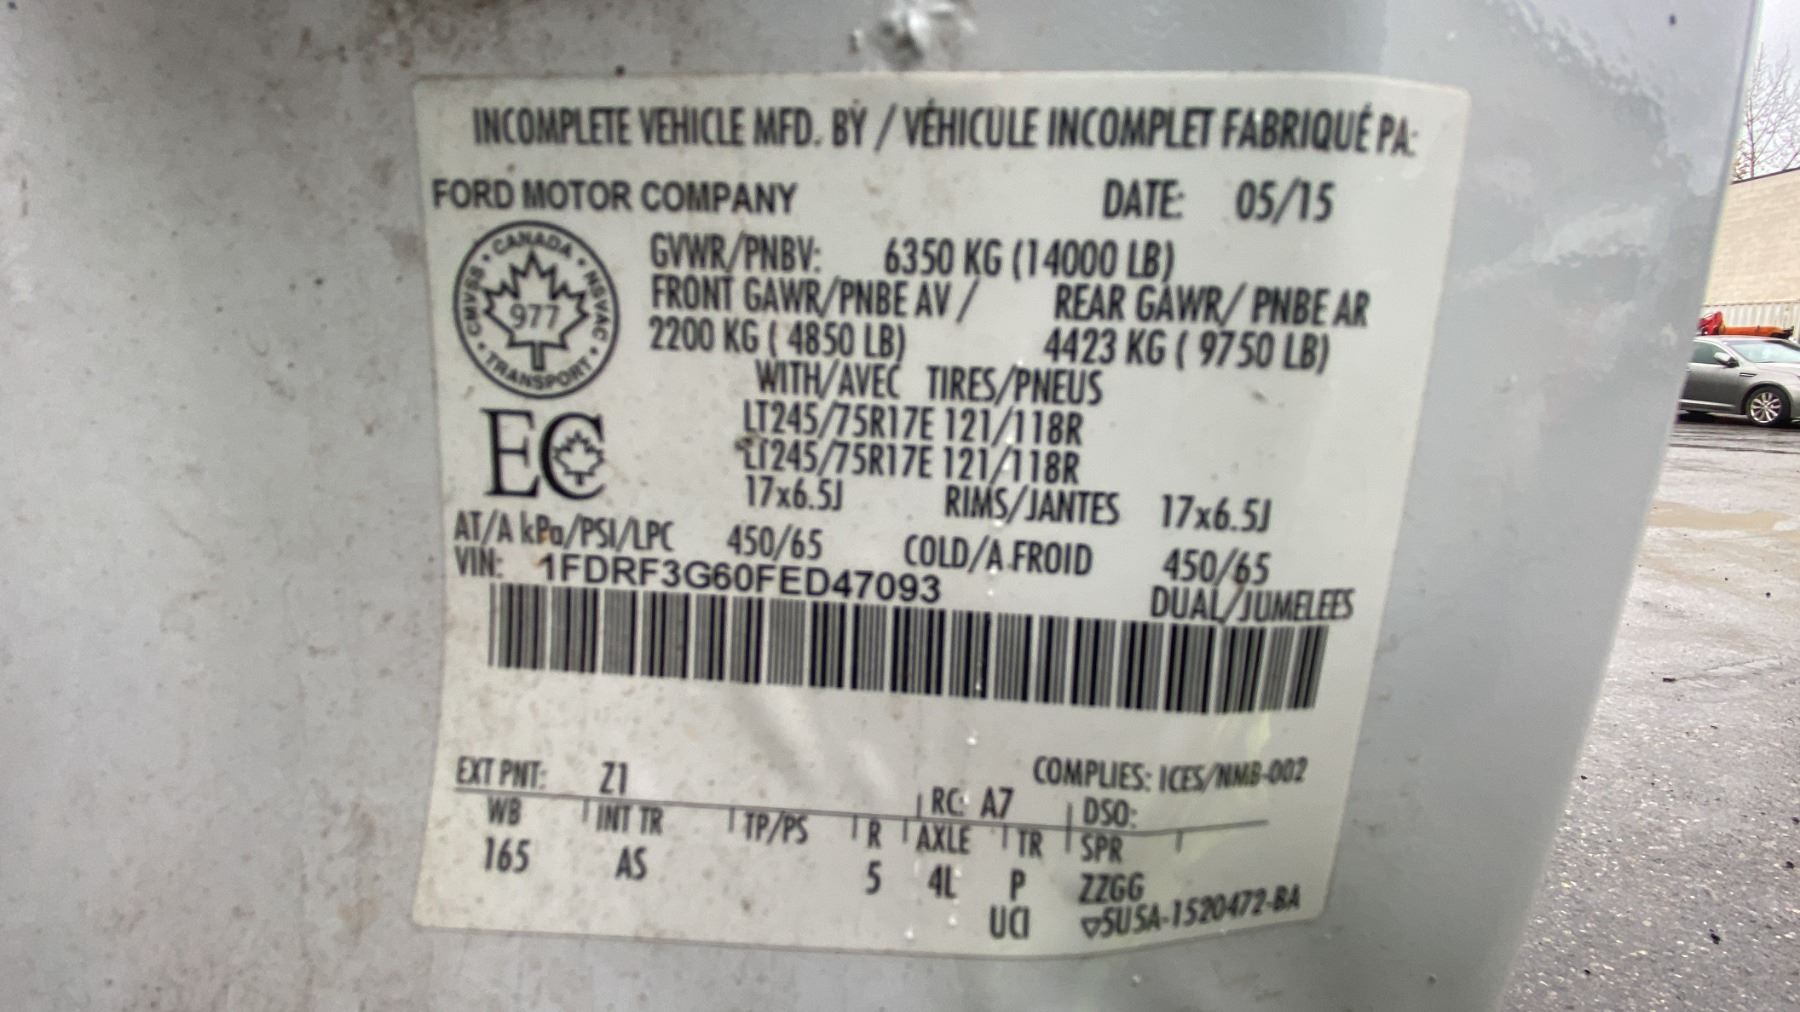 INCOMPLETE VEHICLE MFD. BY / VÉHICULE INCOMPLET FABRIQUÉ PA:
FORD MOTOR COMPANY DATE: 05/15
CANADA NSVAC TRANSPORT CMVSS
977
GVWR/PNBV: 6350 KG (14000 LB)
FRONT GAWR/PNBE AV / REAR GAWR/ PNBE AR
2200 KG ( 4850 LB) 4423 KG ( 9750 LB)
WITH/AVEC TIRES/PNEUS
LT245/75R17E 121/118R
LT245/75R17E 121/118R
EC
17x6.5J RIMS/JANTES 17x6.5J
AT/A kPa/PSI/LPC 450/65 COLD/A FROID 450/65
VIN: 1FDRF3G60FED47093 DUAL/JUMELEES
EXT PNT: Z1 COMPLIES: ICES/NMB-002
RC: A7 DSO:
WB INT TR TP/PS R AXLE TR SPR
165 AS 5 4L P ZZGG
UCI ▽5U5A-1520472-BA